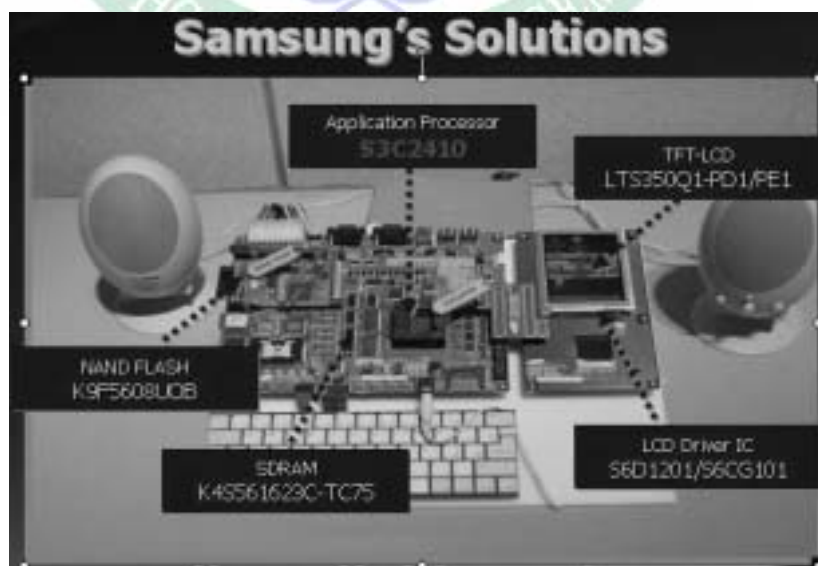 Samsung's Solutions
Application Processor
S3C2410
TFT-LCD
LTS350Q1-PD1/PE1
NAND FLASH
K9F5608U0B
SDRAM
K4S561623C-TC75
LCD Driver IC
S6D1201/S6CG101